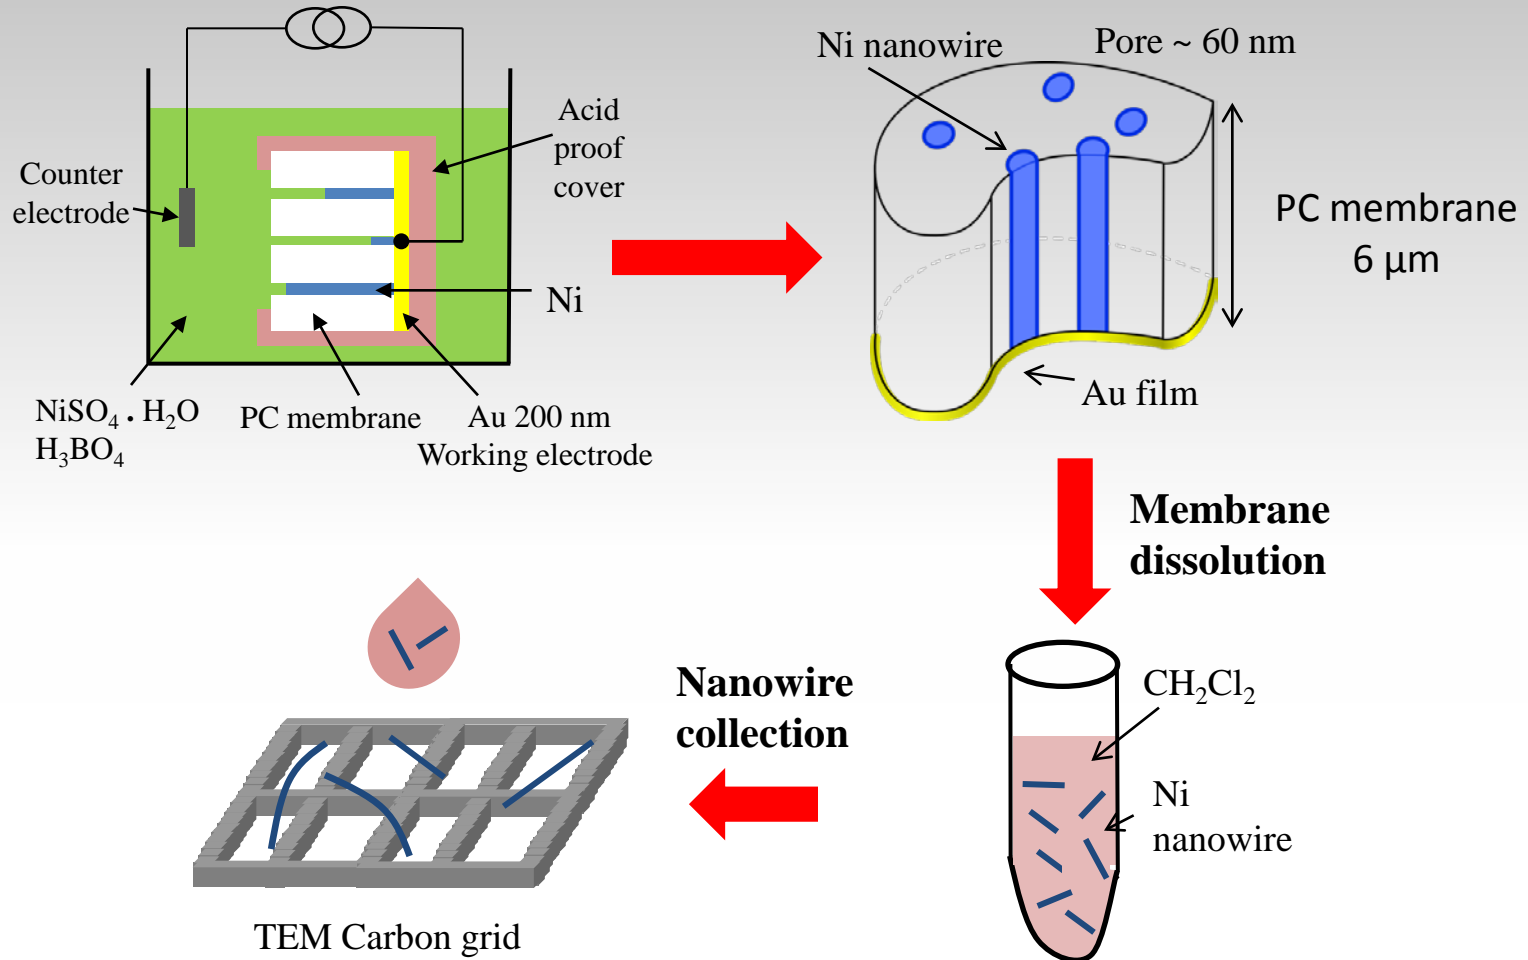 Ni nanowire
Pore ~ 60 nm
Acid
proof
cover
Counter
electrode
PC membrane
6 µm
Ni
NiSO₄ . H₂O
H₃BO₄
PC membrane
Au 200 nm
Working electrode
Au film
Membrane
dissolution
Nanowire
collection
CH₂Cl₂
Ni
nanowire
TEM Carbon grid